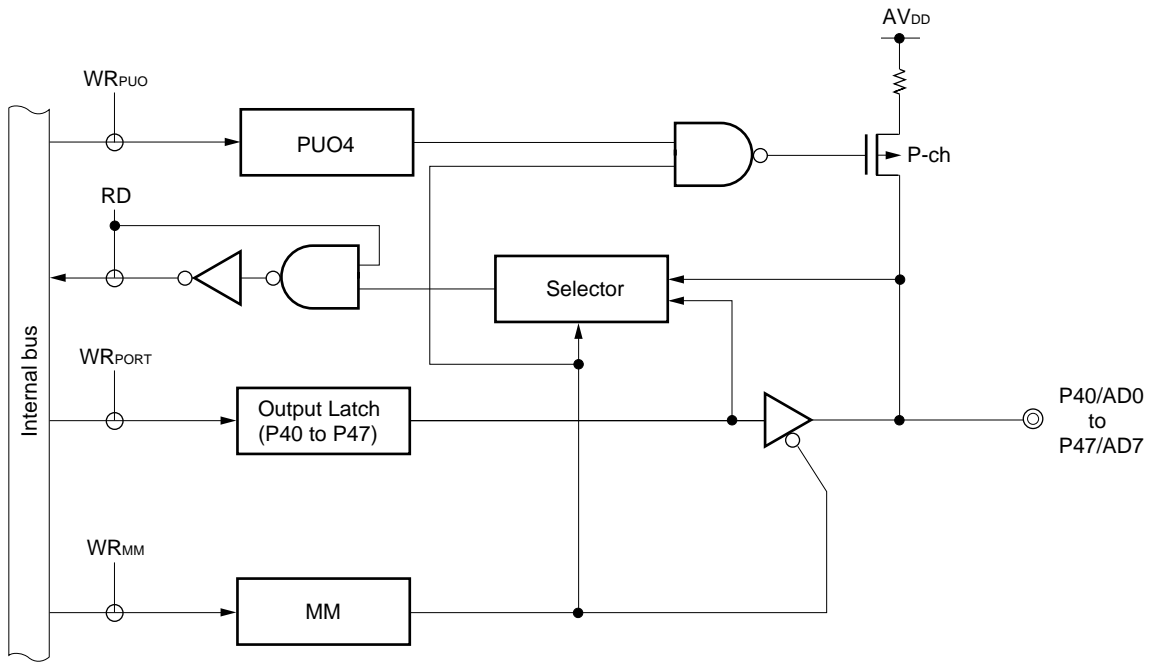 AVDD
WRPUO
PUO4
P-ch
RD
Selector
Internal bus
WRPORT
Output Latch
(P40 to P47)
P40/AD0
to
P47/AD7
WRMM
MM